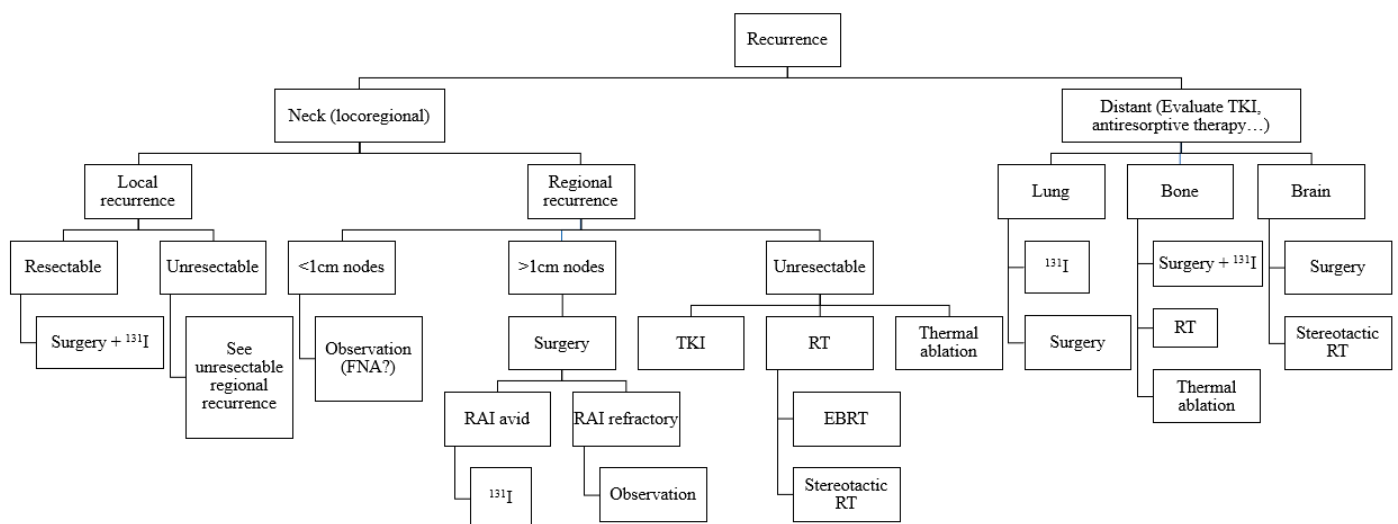 Recurrence
Neck (locoregional)
Distant (Evaluate TKI,
antiresorptive therapy…)
Local
recurrence
Regional
recurrence
Lung
Bone
Brain
Resectable
Unresectable
<1cm nodes
>1cm nodes
Unresectable
¹³¹I
Surgery + ¹³¹I
Surgery
Surgery + ¹³¹I
See
unresectable
regional
recurrence
Observation
(FNA?)
Surgery
TKI
RT
Thermal
ablation
Surgery
RT
Stereotactic
RT
RAI avid
RAI refractory
EBRT
Thermal
ablation
¹³¹I
Observation
Stereotactic
RT